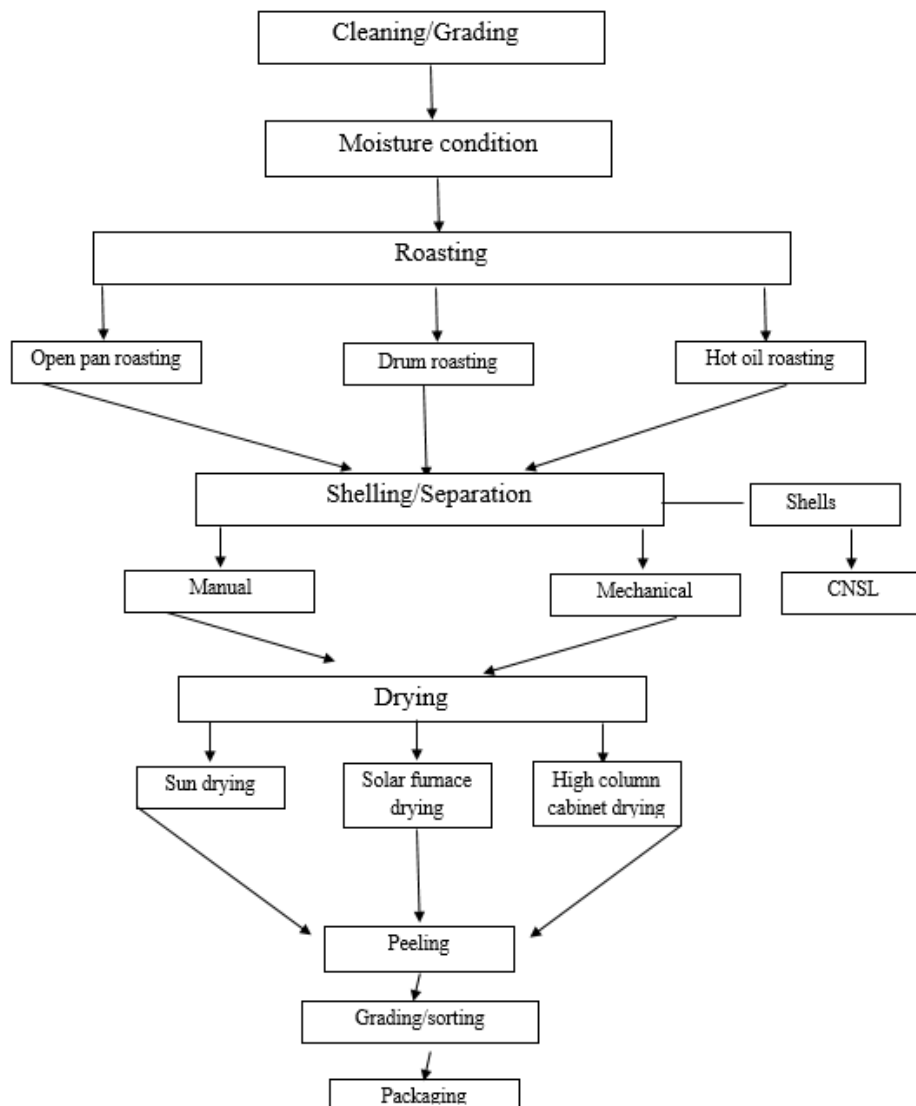 Cleaning/Grading
Moisture condition
Roasting
Open pan roasting
Drum roasting
Hot oil roasting
Shelling/Separation
Shells
Manual
Mechanical
CNSL
Drying
Sun drying
Solar furnace
drying
High column
cabinet drying
Peeling
Grading/sorting
Packaging